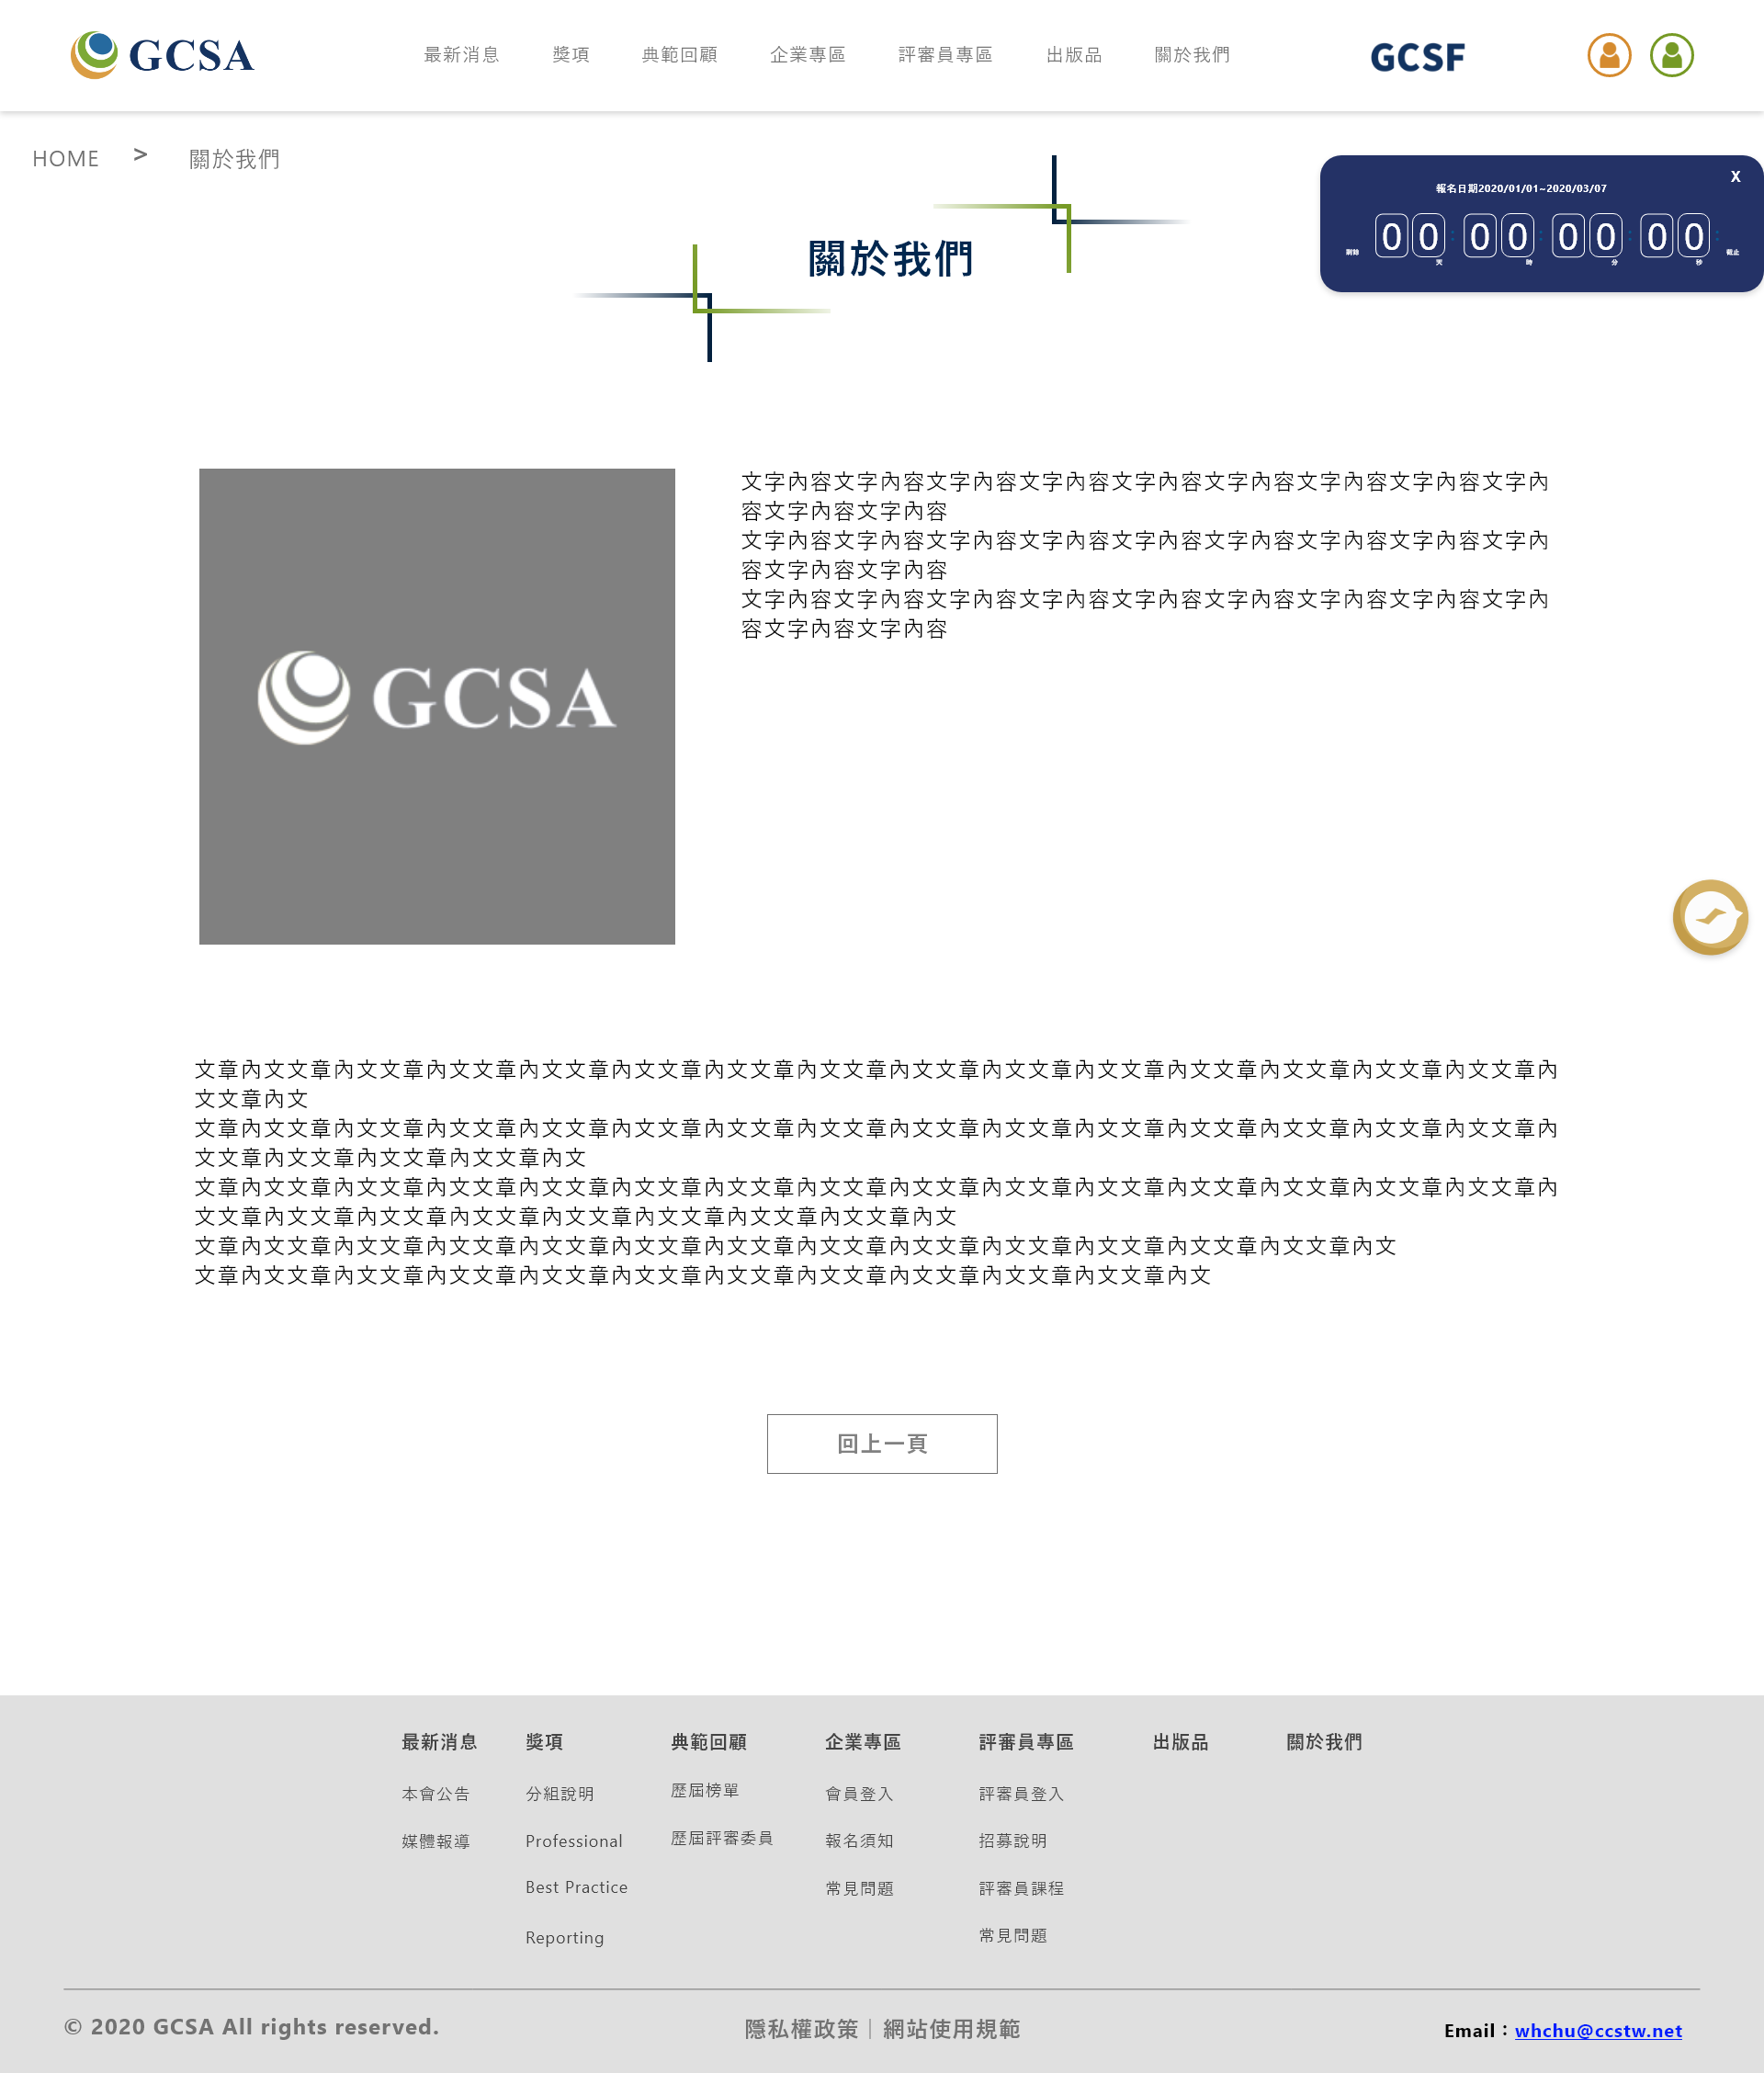 GCSA
最新消息 獎項 典範回顧 企業專區 評審員專區 出版品 關於我們
GCSF
HOME > 關於我們
X
報名日期2020/01/01~2020/03/07
剩餘 00 : 00 : 00 : 00 : 截止
天 時 分 秒
關於我們
GCSA
文字內容文字內容文字內容文字內容文字內容文字內容文字內容文字內容文字內
容文字內容文字內容
文字內容文字內容文字內容文字內容文字內容文字內容文字內容文字內容文字內
容文字內容文字內容
文字內容文字內容文字內容文字內容文字內容文字內容文字內容文字內容文字內
容文字內容文字內容
文章內文文章內文文章內文文章內文文章內文文章內文文章內文文章內文文章內文文章內文文章內文文章內文文章內文文章內文文章內
文文章內文
文章內文文章內文文章內文文章內文文章內文文章內文文章內文文章內文文章內文文章內文文章內文文章內文文章內文文章內文文章內
文文章內文文章內文文章內文文章內文
文章內文文章內文文章內文文章內文文章內文文章內文文章內文文章內文文章內文文章內文文章內文文章內文文章內文文章內文文章內
文文章內文文章內文文章內文文章內文文章內文文章內文文章內文文章內文
文章內文文章內文文章內文文章內文文章內文文章內文文章內文文章內文文章內文文章內文文章內文文章內文文章內文
文章內文文章內文文章內文文章內文文章內文文章內文文章內文文章內文文章內文文章內文文章內文
回上一頁
最新消息 獎項 典範回顧 企業專區 評審員專區 出版品 關於我們
本會公告 分組說明 歷屆榜單 會員登入 評審員登入
媒體報導 Professional 歷屆評審委員 報名須知 招募說明
Best Practice 常見問題 評審員課程
Reporting 常見問題
© 2020 GCSA All rights reserved.
隱私權政策｜網站使用規範
Email：whchu@ccstw.net